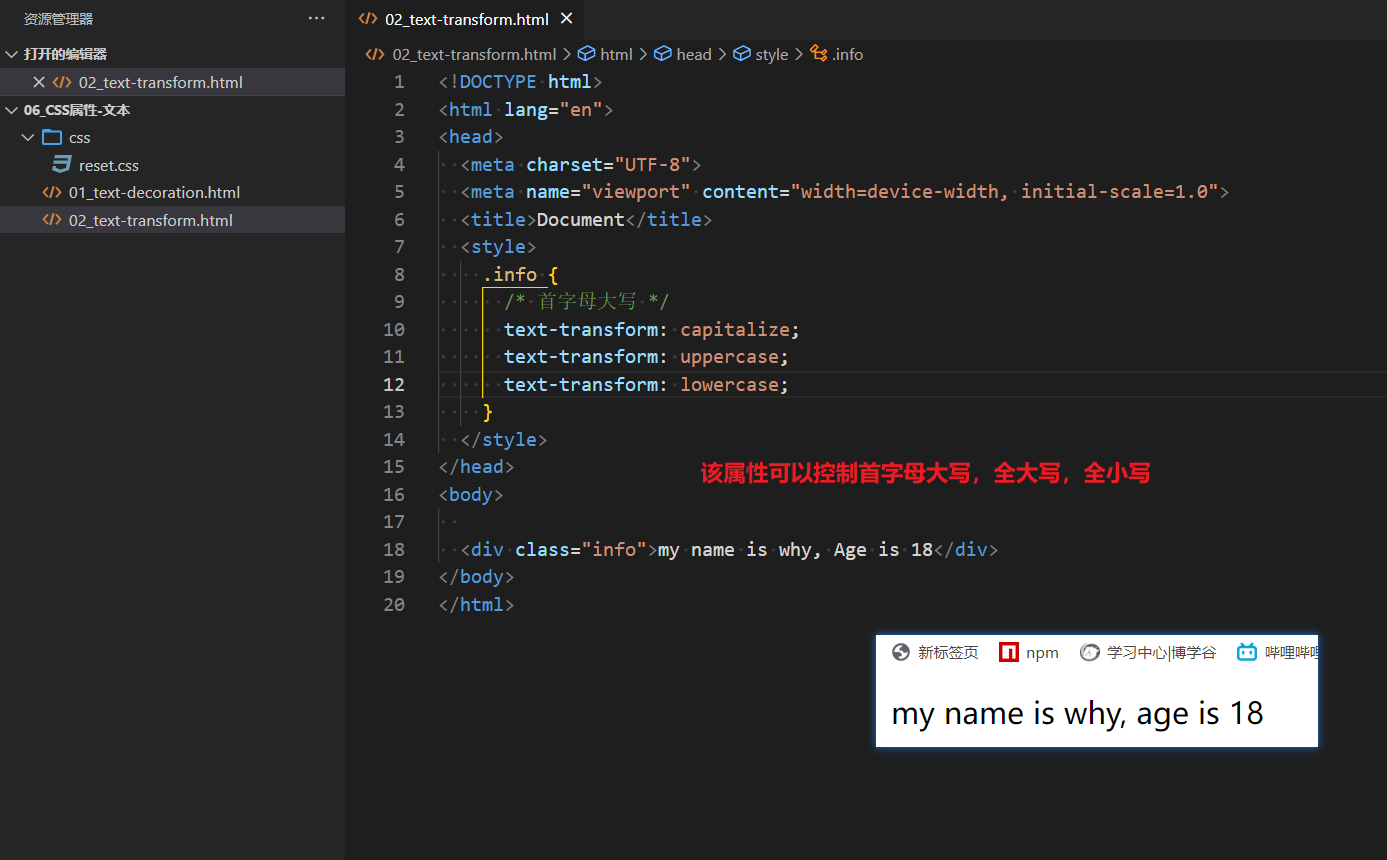 资源管理器 ···
打开的编辑器
02_text-transform.html
06_CSS属性-文本
css
reset.css
01_text-decoration.html
02_text-transform.html
02_text-transform.html
02_text-transform.html > html > head > style > .info
1 <!DOCTYPE html>
2 <html lang="en">
3 <head>
4 <meta charset="UTF-8">
5 <meta name="viewport" content="width=device-width, initial-scale=1.0">
6 <title>Document</title>
7 <style>
8 .info {
9 /* 首字母大写 */
10 text-transform: capitalize;
11 text-transform: uppercase;
12 text-transform: lowercase;
13 }
14 </style>
15 </head>
该属性可以控制首字母大写，全大写，全小写
16 <body>
17
18 <div class="info">my name is why, Age is 18</div>
19 </body>
20 </html>
新标签页 npm 学习中心|博学谷 哔哩哔哩
my name is why, age is 18